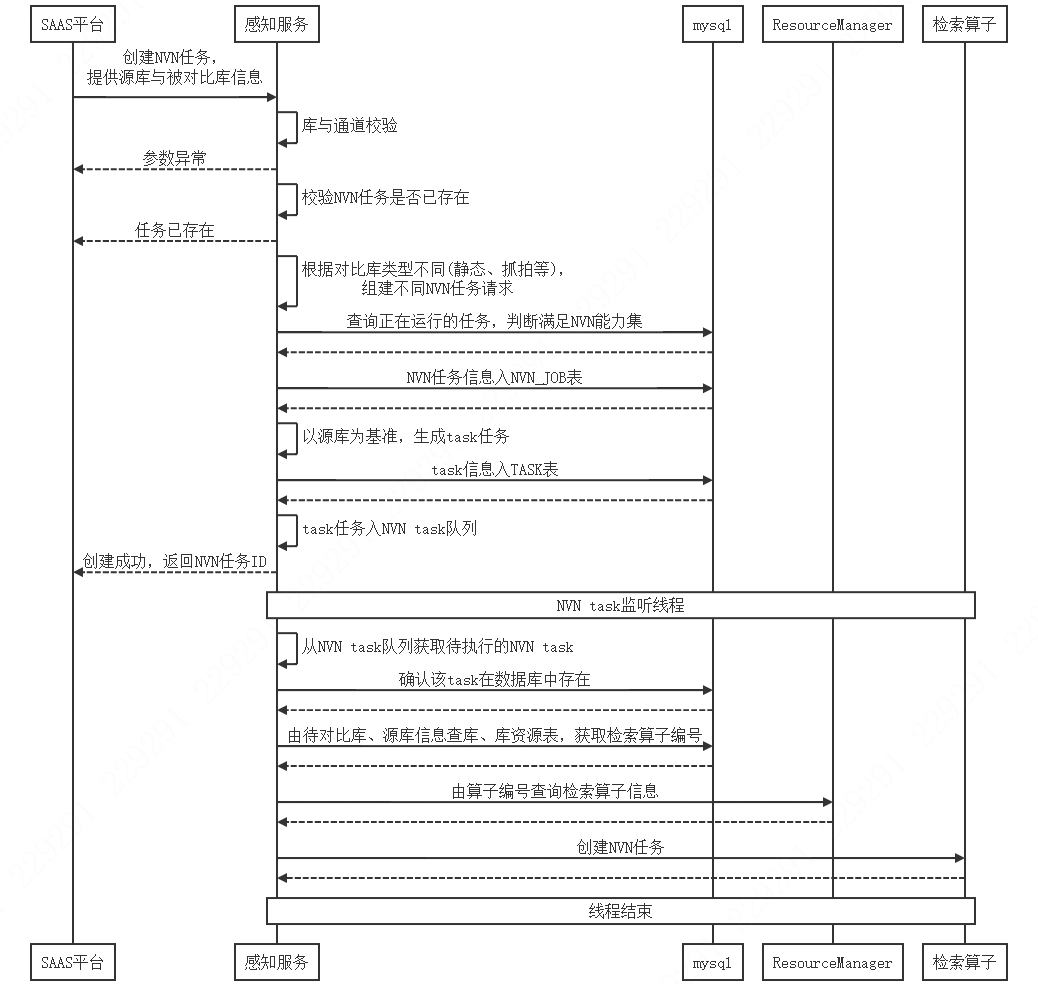 SAAS平台
感知服务
mysql
ResourceManager
检索算子
创建NVN任务，
提供源库与被对比库信息
库与通道校验
参数异常
校验NVN任务是否已存在
任务已存在
根据对比库类型不同(静态、抓拍等)，
组建不同NVN任务请求
查询正在运行的任务，判断满足NVN能力集
NVN任务信息入NVN_JOB表
以源库为基准，生成task任务
task信息入TASK表
task任务入NVN task队列
创建成功，返回NVN任务ID
NVN task监听线程
从NVN task队列获取待执行的NVN task
确认该task在数据库中存在
由待对比库、源库信息查库、库资源表，获取检索算子编号
由算子编号查询检索算子信息
创建NVN任务
线程结束
SAAS平台
感知服务
mysql
ResourceManager
检索算子
2292291
2292291
2292291
2292291
2292291
2292291
2292291
2292291